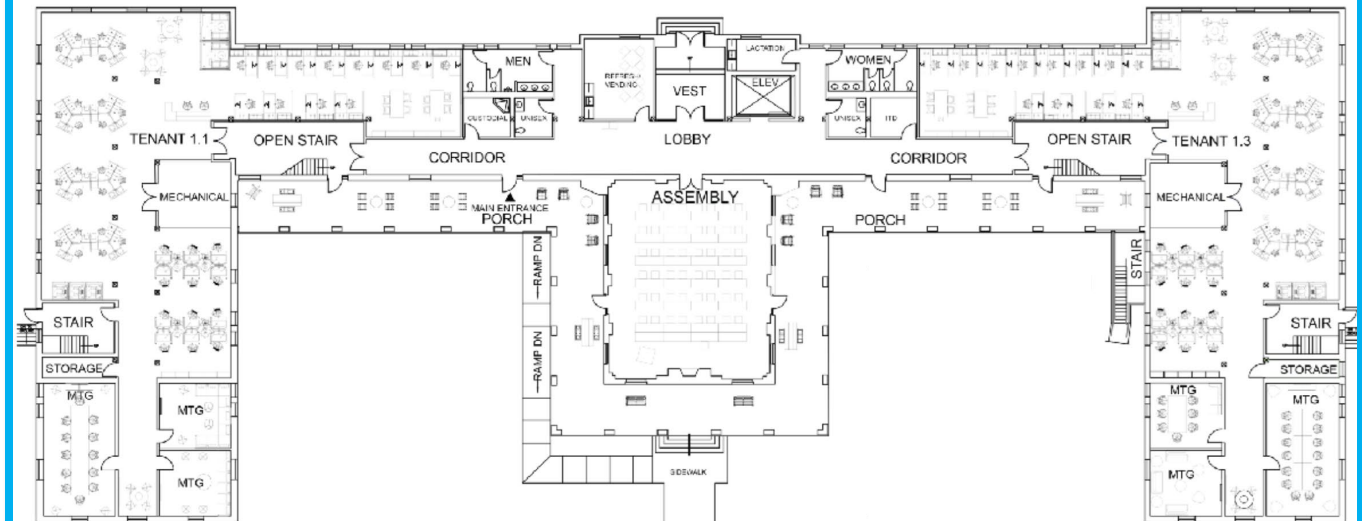 LACTATION
MEN
WOMEN
REFRESH
VENDING
VEST
ELEV
CUSTODIAL
UNISEX
UNISEX
ITD
TENANT 1.1
OPEN STAIR
LOBBY
OPEN STAIR
TENANT 1.3
CORRIDOR
CORRIDOR
MECHANICAL
ASSEMBLY
MECHANICAL
MAIN ENTRANCE
PORCH
PORCH
RAMP DN
STAIR
STAIR
STAIR
RAMP DN
STORAGE
STORAGE
MTG
MTG
MTG
MTG
MTG
MTG
SIDEWALK